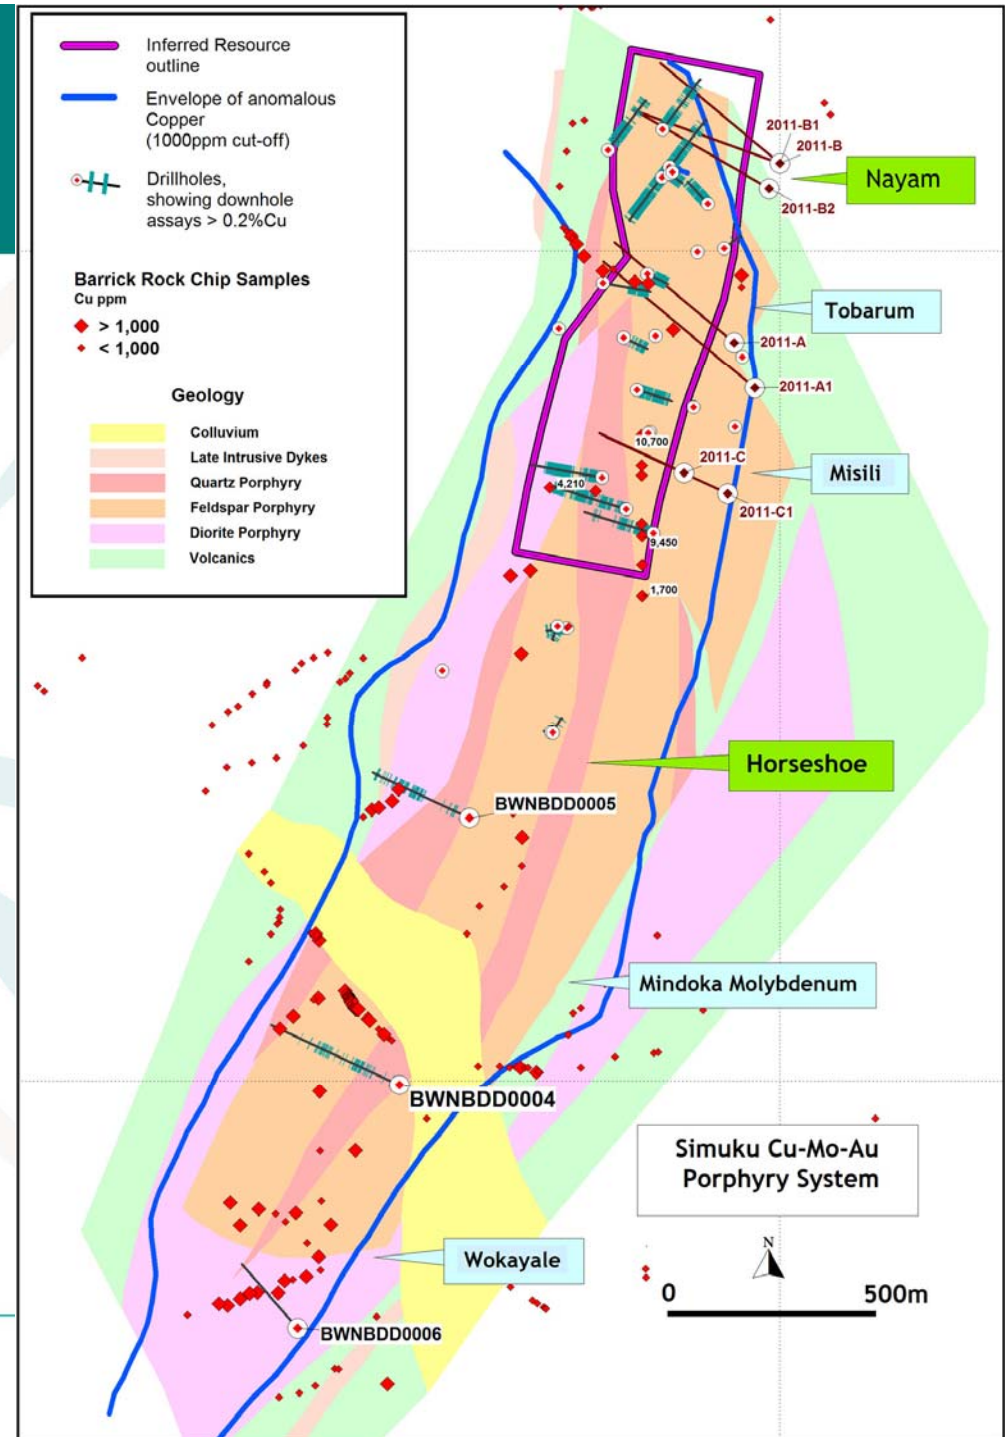 Inferred Resource
outline
Envelope of anomalous
Copper
(1000ppm cut-off)
Drillholes,
showing downhole
assays > 0.2%Cu
Barrick Rock Chip Samples
Cu ppm
> 1,000
< 1,000
Geology
Colluvium
Late Intrusive Dykes
Quartz Porphyry
Feldspar Porphyry
Diorite Porphyry
Volcanics
2011-B1
2011-B
2011-B2
Nayam
Tobarum
2011-A
2011-A1
10,700
2011-C
Misili
4,210
2011-C1
9,450
1,700
Horseshoe
BWNBDD0005
Mindoka Molybdenum
BWNBDD0004
Simuku Cu-Mo-Au
Porphyry System
N
Wokayale
0 500m
BWNBDD0006